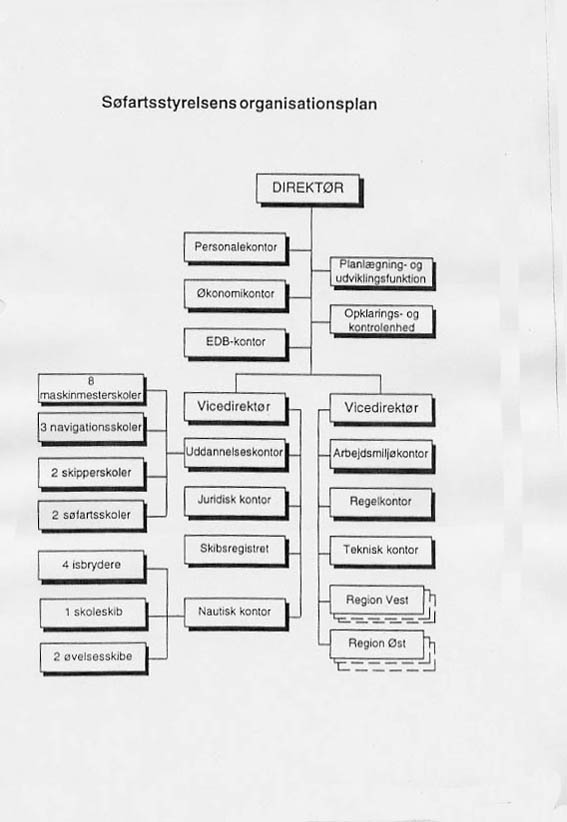 Søfartsstyrelsens organisationsplan
DIREKTØR
Personalekontor
Planlægning- og
udviklingsfunktion
Økonomikontor
Opklarings- og
kontrolenhed
EDB-kontor
8
maskinmesterskoler
3 navigationsskoler
2 skipperskoler
2 søfartsskoler
4 isbrydere
1 skoleskib
2 øvelsesskibe
Vicedirektør
Uddannelseskontor
Juridisk kontor
Skibsregistret
Nautisk kontor
Vicedirektør
Arbejdsmiljøkontor
Regelkontor
Teknisk kontor
Region Vest
Region Øst